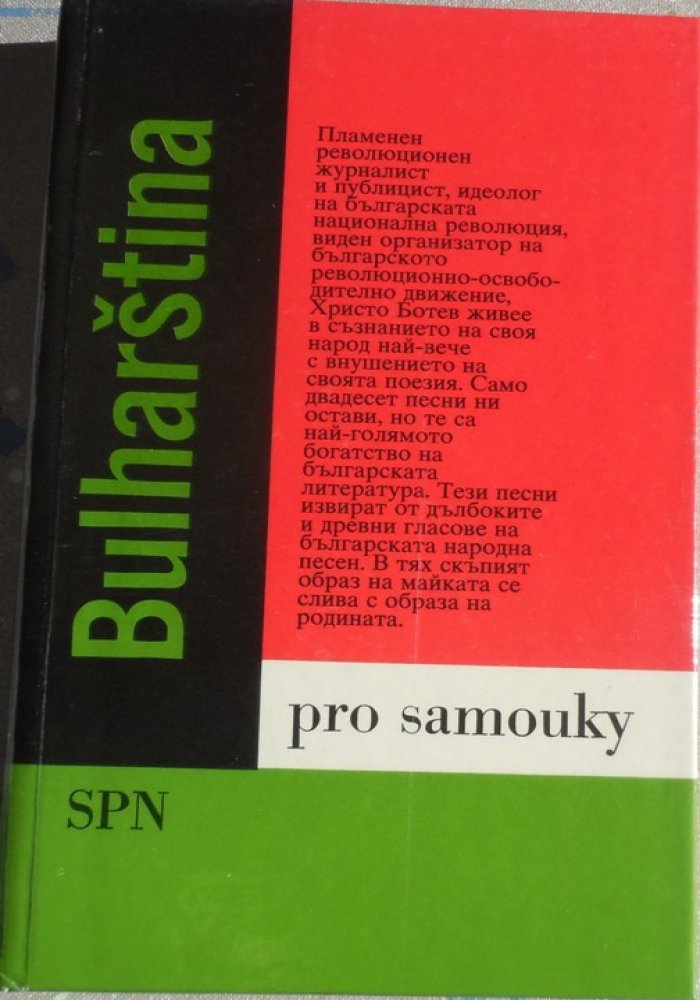 Bulharština
Пламенен
революционен
журналист
и публицист, идеолог
на българската
национална революция,
виден организатор на
българското
революционно-освобо-
дително движение,
Христо Ботев живее
в съзнанието на своя
народ най-вече
с внушението на
своята поезия. Само
двадесет песни ни
остави, но те са
най-голямото
богатство на
българската
литература. Тези песни
извират от дълбоките
и древни гласове на
българската народна
песен. В тях скъпият
образ на майката се
слива с образа на
родината.
pro samouky
SPN